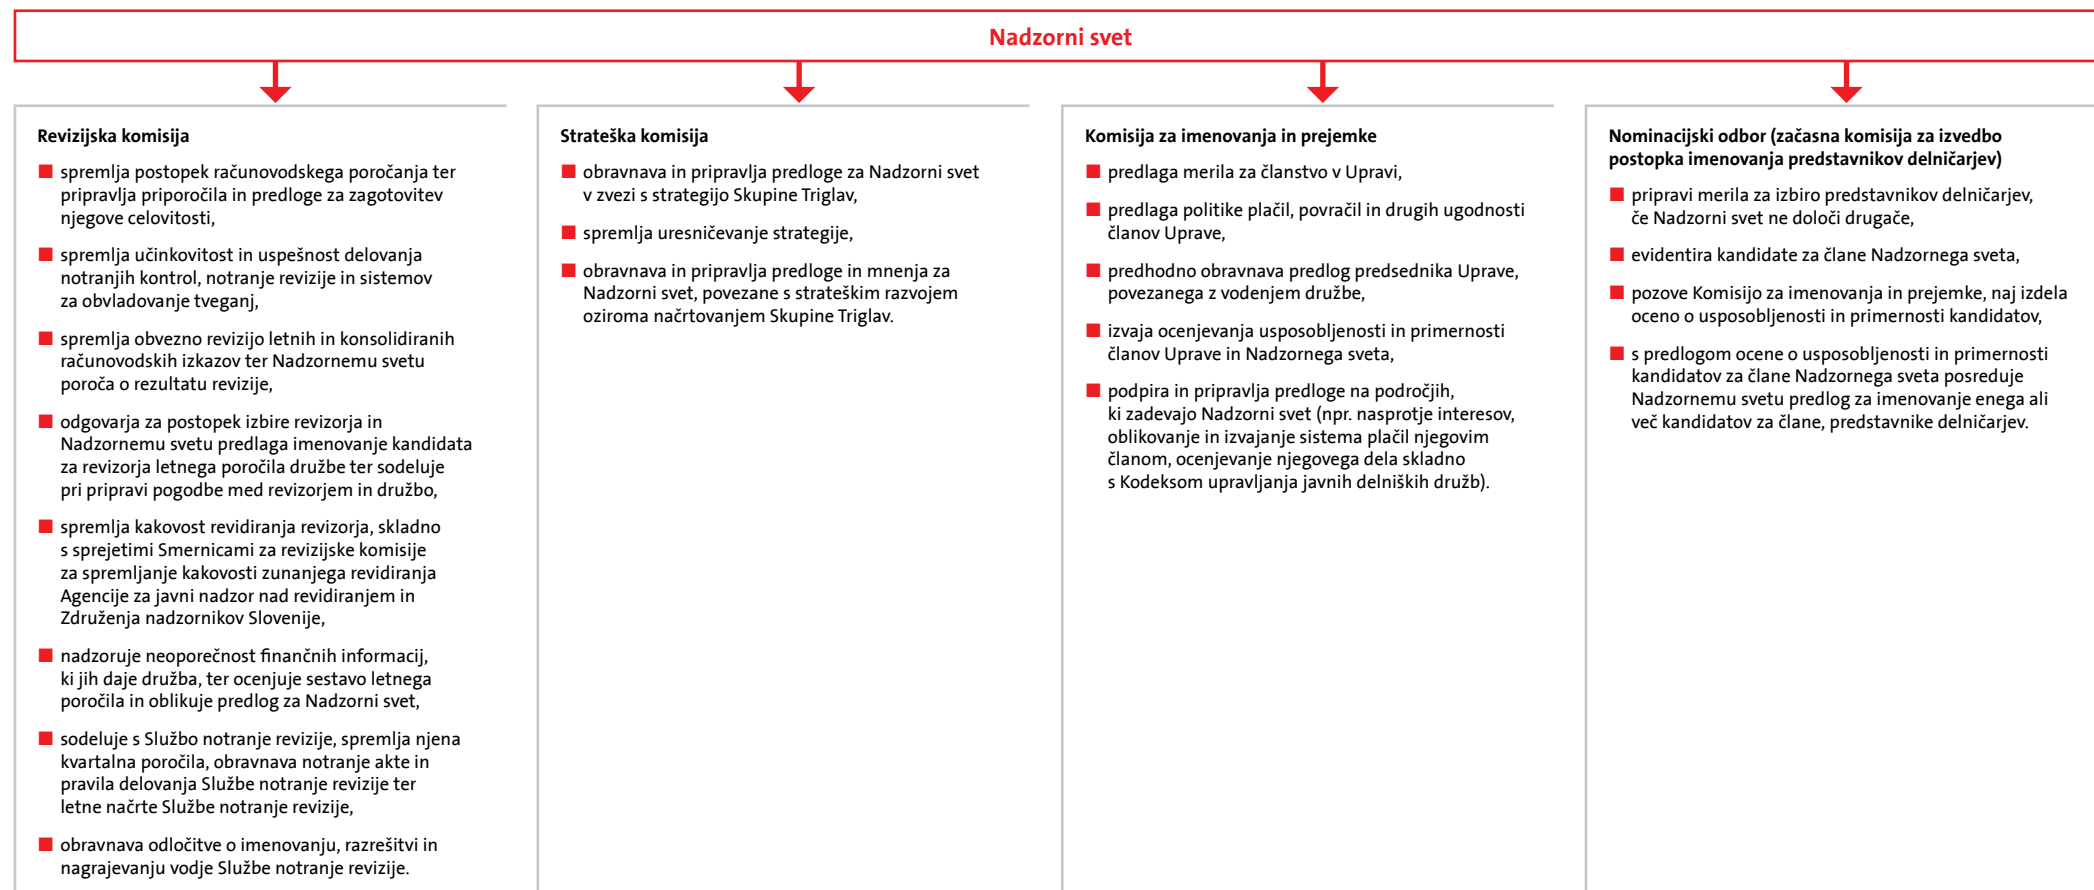 Nadzorni svet
Revizijska komisija
spremlja postopek računovodskega poročanja ter
pripravlja priporočila in predloge za zagotovitev
njegove celovitosti,
spremlja učinkovitost in uspešnost delovanja
notranjih kontrol, notranje revizije in sistemov
za obvladovanje tveganj,
spremlja obvezno revizijo letnih in konsolidiranih
računovodskih izkazov ter Nadzornemu svetu
poroča o rezultatu revizije,
odgovarja za postopek izbire revizorja in
Nadzornemu svetu predlaga imenovanje kandidata
za revizorja letnega poročila družbe ter sodeluje
pri pripravi pogodbe med revizorjem in družbo,
spremlja kakovost revidiranja revizorja, skladno
s sprejetimi Smernicami za revizijske komisije
za spremljanje kakovosti zunanjega revidiranja
Agencije za javni nadzor nad revidiranjem in
Združenja nadzornikov Slovenije,
nadzoruje neoporečnost finančnih informacij,
ki jih daje družba, ter ocenjuje sestavo letnega
poročila in oblikuje predlog za Nadzorni svet,
sodeluje s Službo notranje revizije, spremlja njena
kvartalna poročila, obravnava notranje akte in
pravila delovanja Službe notranje revizije ter
letne načrte Službe notranje revizije,
obravnava odločitve o imenovanju, razrešitvi in
nagrajevanju vodje Službe notranje revizije.
Strateška komisija
obravnava in pripravlja predloge za Nadzorni svet
v zvezi s strategijo Skupine Triglav,
spremlja uresničevanje strategije,
obravnava in pripravlja predloge in mnenja za
Nadzorni svet, povezane s strateškim razvojem
oziroma načrtovanjem Skupine Triglav.
Komisija za imenovanja in prejemke
predlaga merila za članstvo v Upravi,
predlaga politike plačil, povračil in drugih ugodnosti
članov Uprave,
predhodno obravnava predlog predsednika Uprave,
povezanega z vodenjem družbe,
izvaja ocenjevanja usposobljenosti in primernosti
članov Uprave in Nadzornega sveta,
podpira in pripravlja predloge na področjih,
ki zadevajo Nadzorni svet (npr. nasprotje interesov,
oblikovanje in izvajanje sistema plačil njegovim
članom, ocenjevanje njegovega dela skladno
s Kodeksom upravljanja javnih delniških družb).
Nominacijski odbor (začasna komisija za izvedbo
postopka imenovanja predstavnikov delničarjev)
pripravi merila za izbiro predstavnikov delničarjev,
če Nadzorni svet ne določi drugače,
evidentira kandidate za člane Nadzornega sveta,
pozove Komisijo za imenovanja in prejemke, naj izdela
oceno o usposobljenosti in primernosti kandidatov,
s predlogom ocene o usposobljenosti in primernosti
kandidatov za člane Nadzornega sveta posreduje
Nadzornemu svetu predlog za imenovanje enega ali
več kandidatov za člane, predstavnike delničarjev.